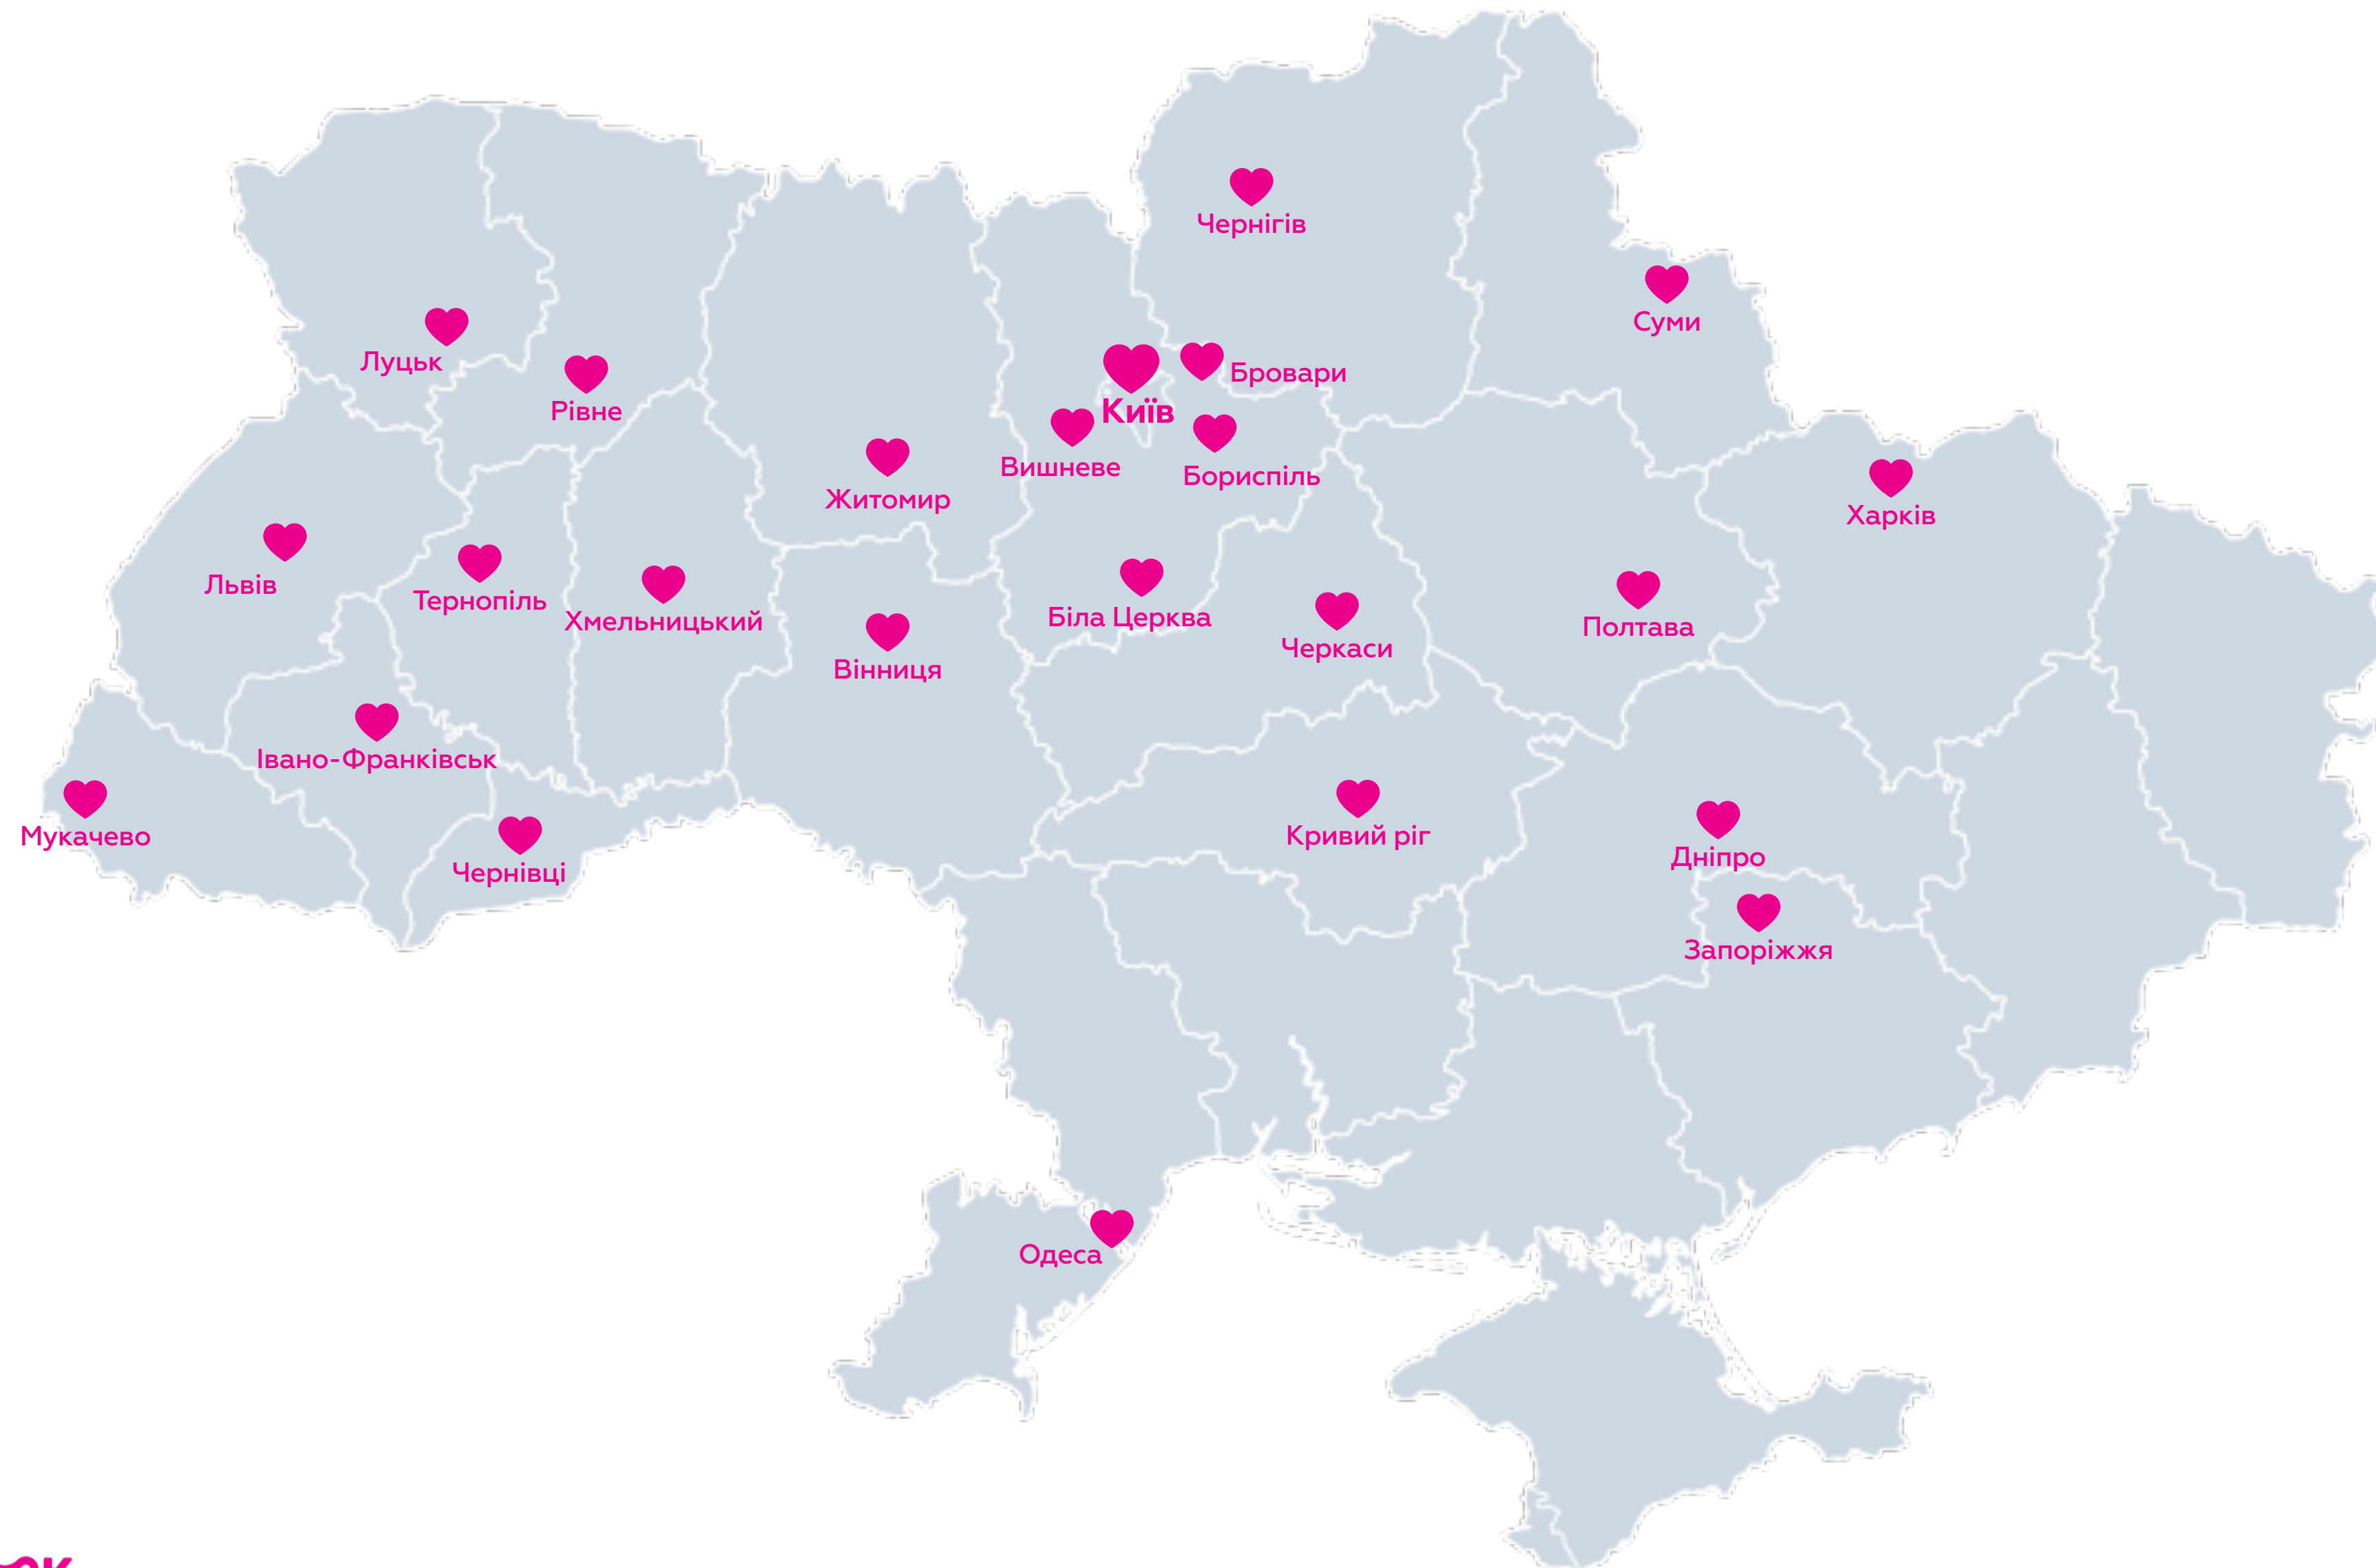 Чернігів
Суми
Луцьк
Бровари
Рівне
Київ
Вишневе
Бориспіль
Житомир
Харків
Львів
Тернопіль
Хмельницький
Біла Церква
Полтава
Черкаси
Вінниця
Івано-Франківськ
Мукачево
Кривий ріг
Чернівці
Дніпро
Запоріжжя
Одеса